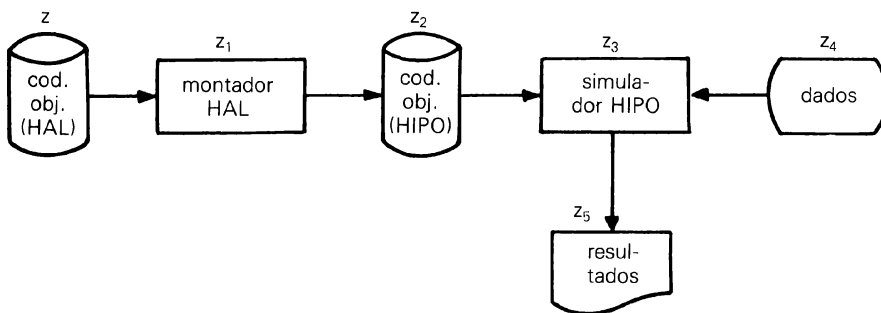 z
z₁
z₂
z₃
z₄
cod.
obj.
(HAL)
montador
HAL
cod.
obj.
(HIPO)
simula-
dor HIPO
dados
z₅
resul-
tados